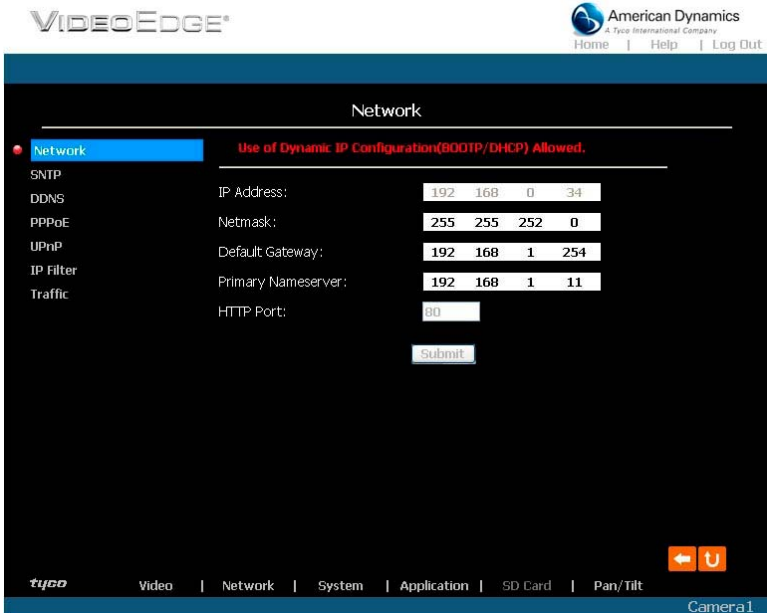 VIDEOEDGE®
American Dynamics
A Tyco International Company
Home | Help | Log Out
Network
Network
Use of Dynamic IP Configuration(BOOTP/DHCP) Allowed.
SNTP
DDNS
PPPoE
UPnP
IP Filter
Traffic
IP Address: 192 168 0 34
Netmask: 255 255 252 0
Default Gateway: 192 168 1 254
Primary Nameserver: 192 168 1 11
HTTP Port: 80
Submit
tyco Video | Network | System | Application | SD Card | Pan/Tilt
Camera1